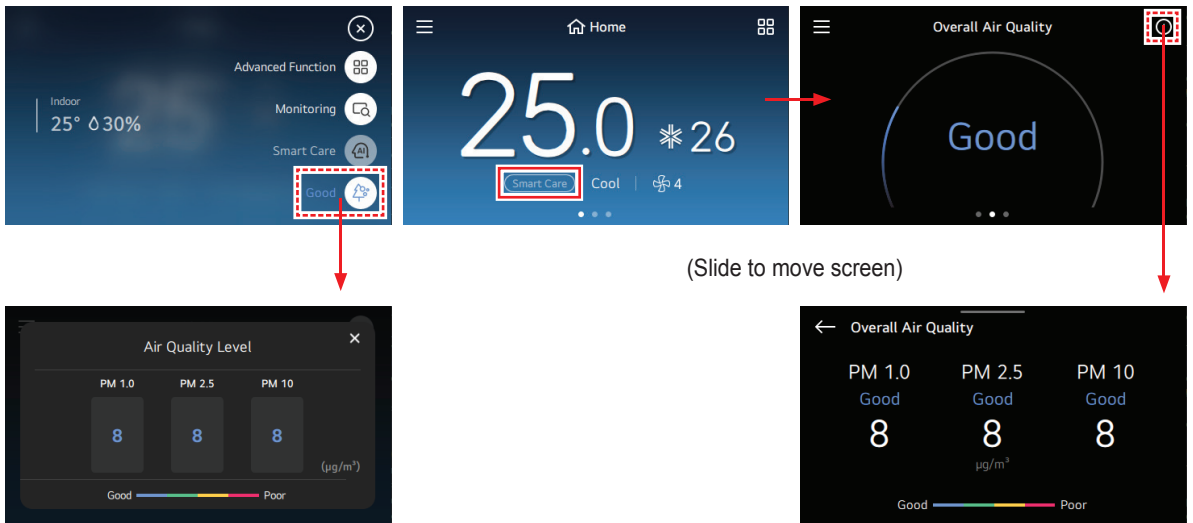 Advanced Function
Indoor
25° 30%
Monitoring
Smart Care
AI
Good
Home
25.0 26
Smart Care Cool 4
Overall Air Quality
Good
(Slide to move screen)
Air Quality Level
PM 1.0 PM 2.5 PM 10
8 8 8
(µg/m³)
Good Poor
Overall Air Quality
PM 1.0 PM 2.5 PM 10
Good Good Good
8 8 8
µg/m³
Good Poor